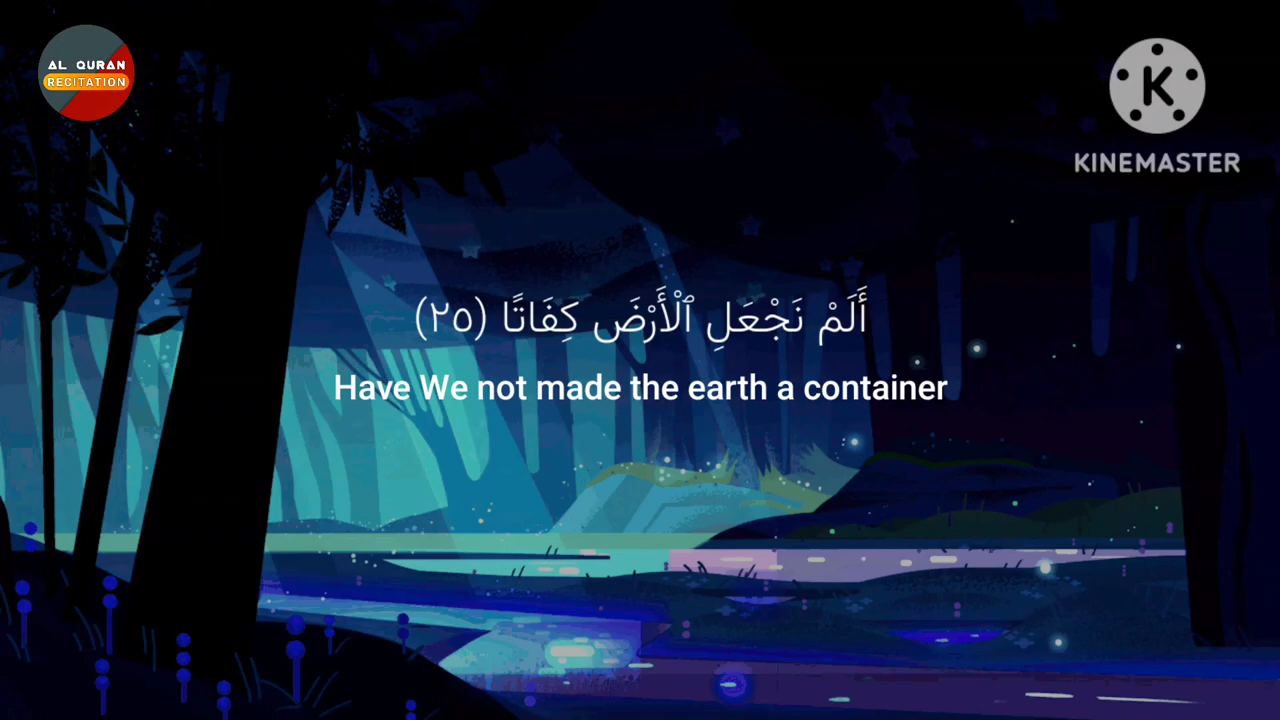 AL QURAN
RECITATION
K
KINEMASTER
أَلَمْ نَجْعَلِ ٱلْأَرْضَ كِفَاتًا (٢٥)
Have We not made the earth a container